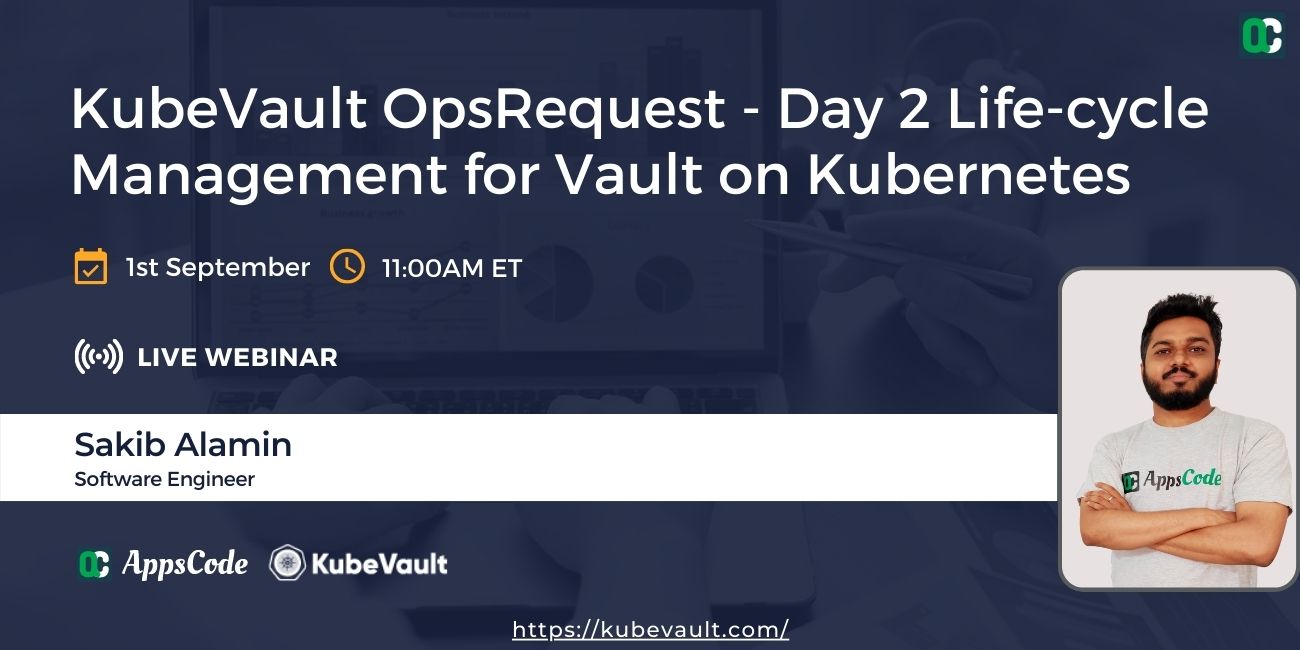 KubeVault OpsRequest - Day 2 Life-cycle
Management for Vault on Kubernetes
1st September
11:00AM ET
LIVE WEBINAR
Sakib Alamin
Software Engineer
AppsCode
AppsCode
KubeVault
https://kubevault.com/